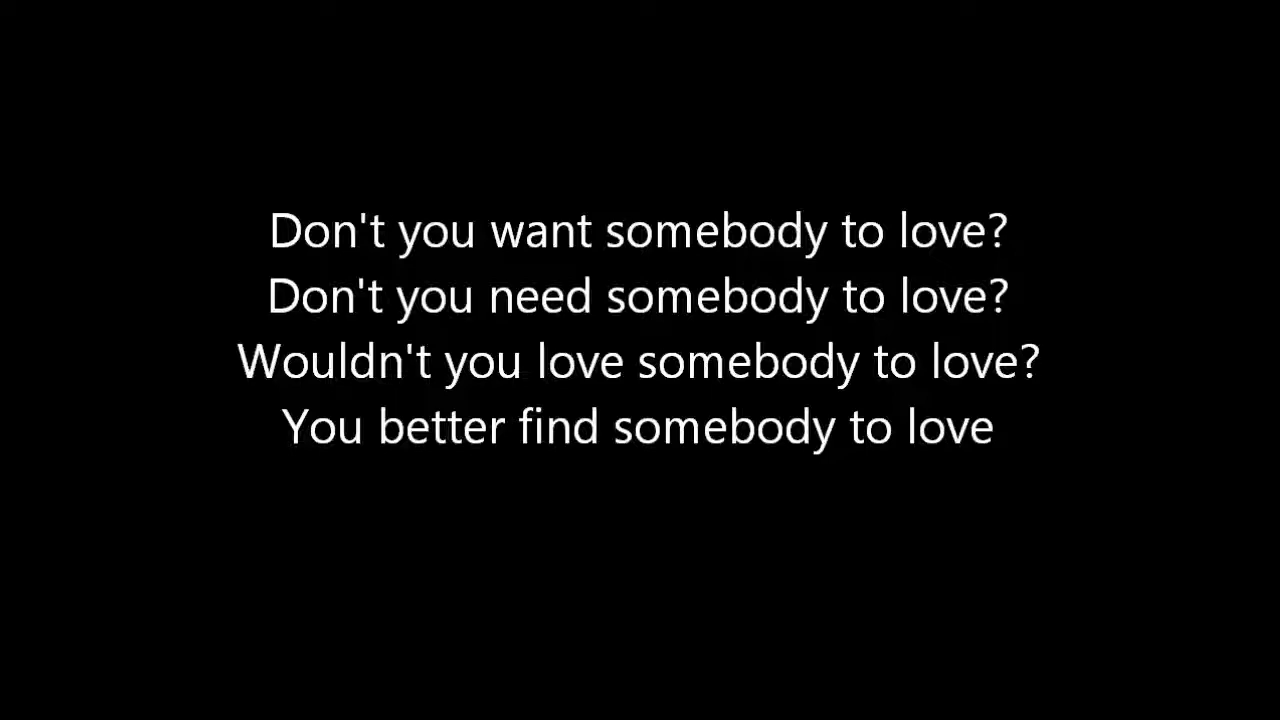 Don't you want somebody to love?
Don't you need somebody to love?
Wouldn't you love somebody to love?
You better find somebody to love